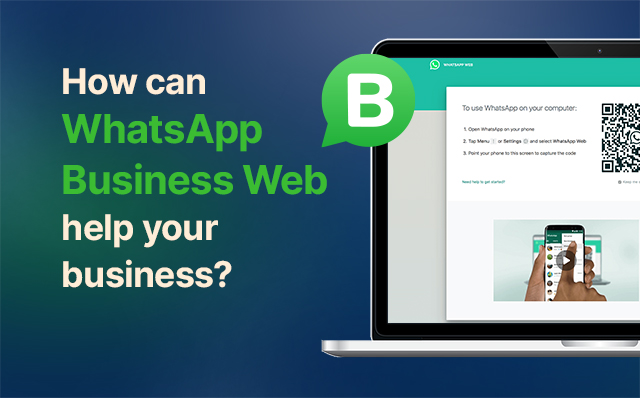 How can
WhatsApp
Business Web
help your
business?
B
WHATSAPP WEB
To use WhatsApp on your computer:
1. Open WhatsApp on your phone
2. Tap Menu or Settings and select WhatsApp Web
3. Point your phone to this screen to capture the code
Need help to get started?